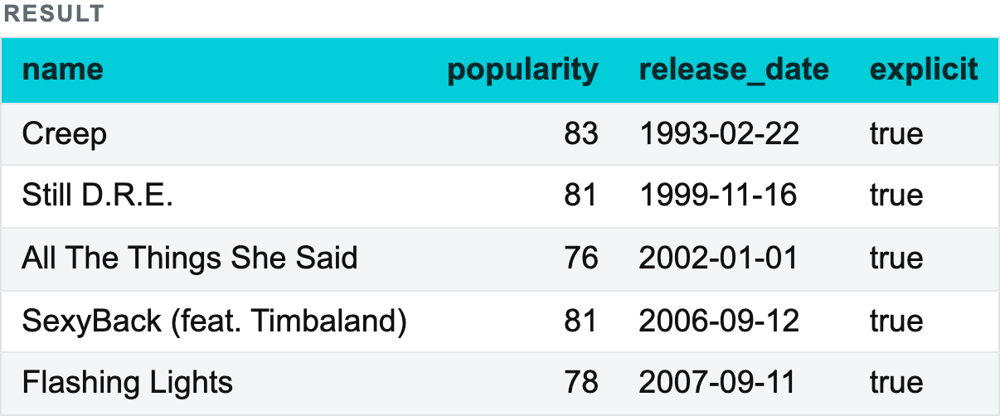 RESULT
name popularity release_date explicit
Creep 83 1993-02-22 true
Still D.R.E. 81 1999-11-16 true
All The Things She Said 76 2002-01-01 true
SexyBack (feat. Timbaland) 81 2006-09-12 true
Flashing Lights 78 2007-09-11 true